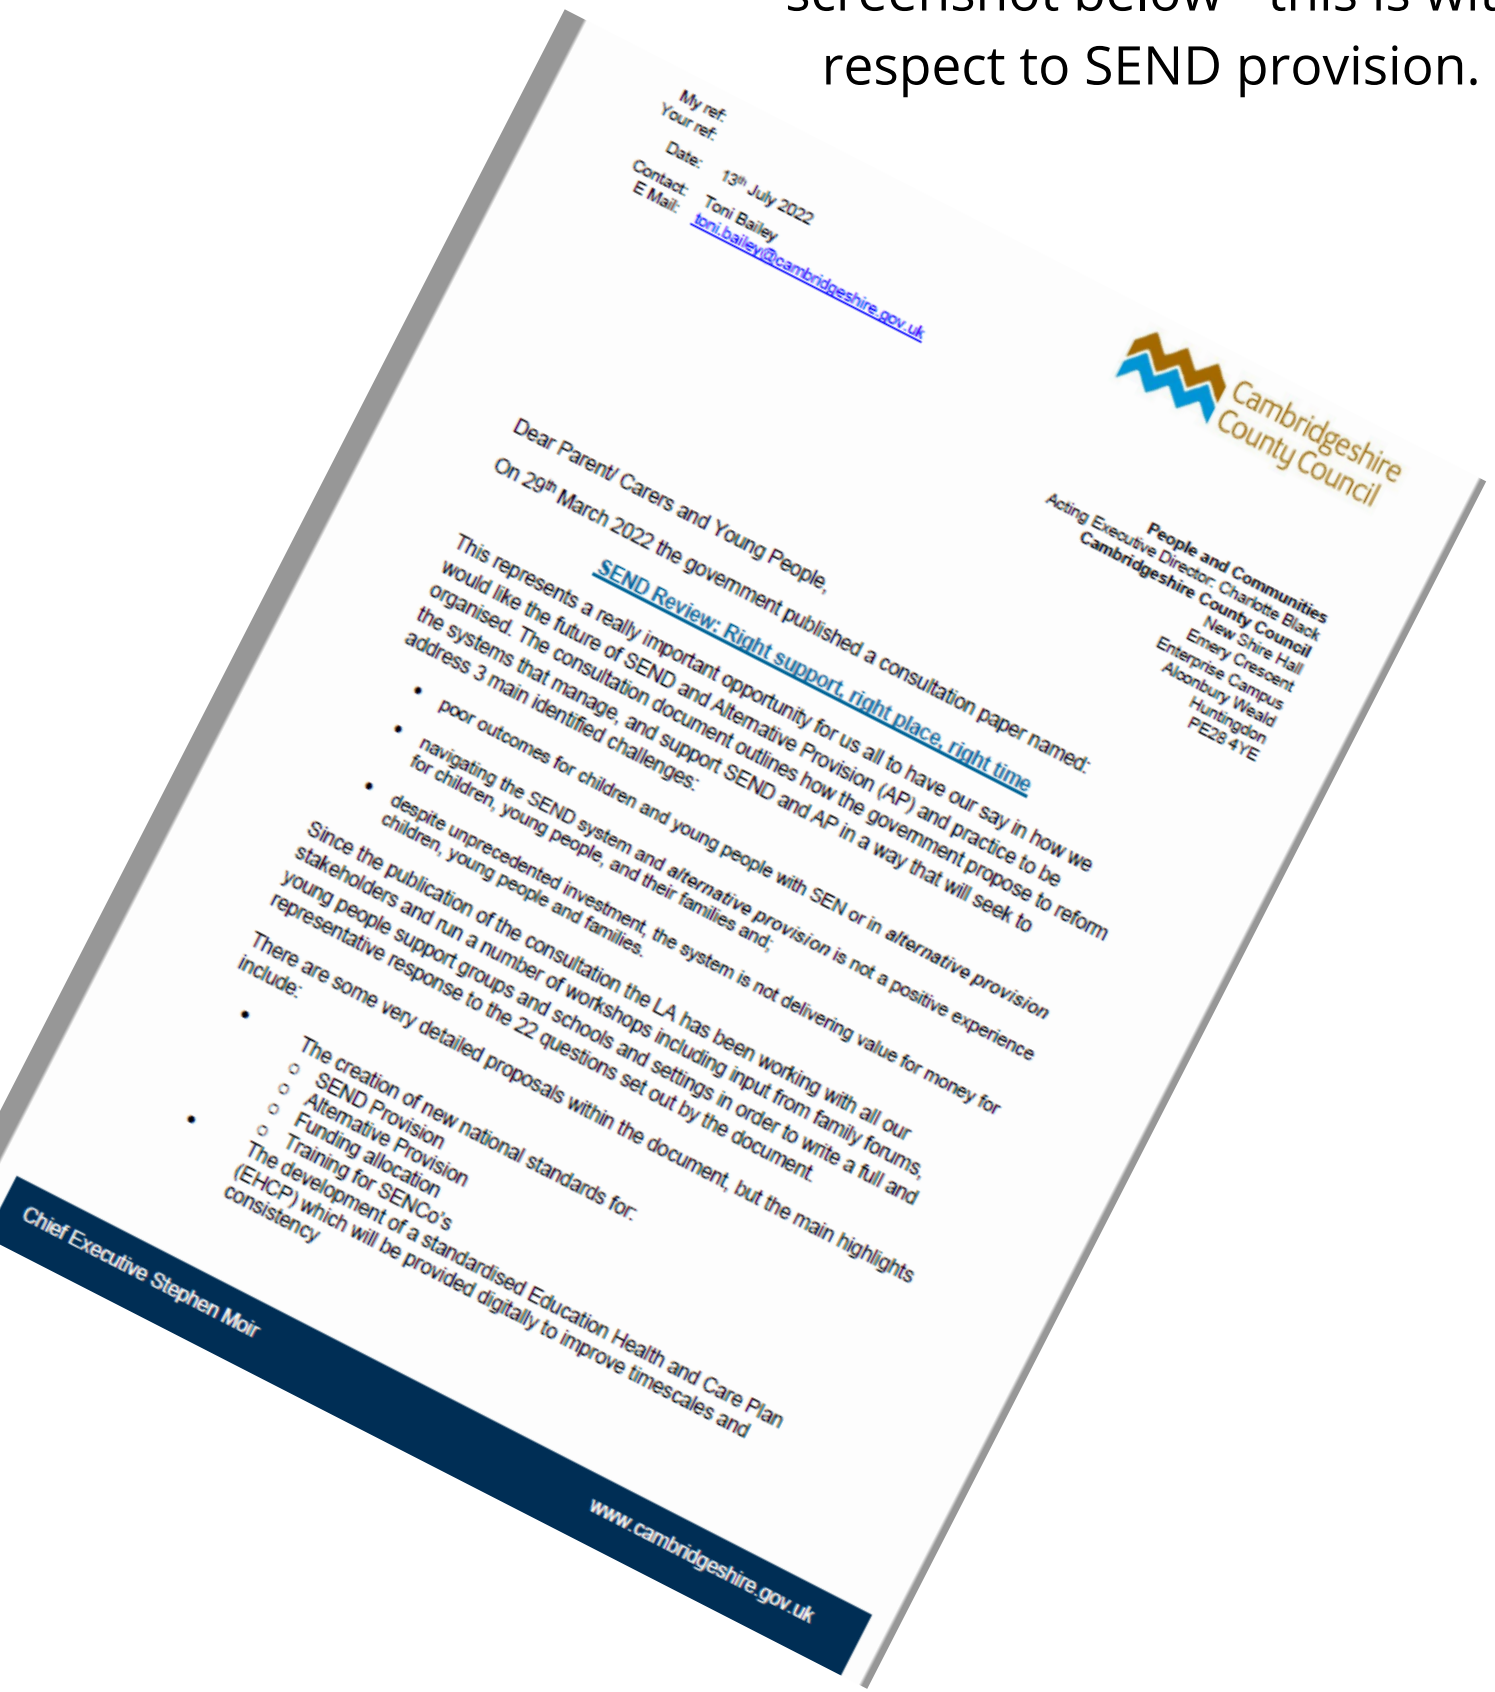 screenshot below - this is wit
respect to SEND provision.
My ref:
Your ref:
Date: 13th July 2022
Contact: Toni Bailey
E Mail: toni.bailey@cambridgeshire.gov.uk
Cambridgeshire
County Council
People and Communities
Acting Executive Director: Charlotte Black
Cambridgeshire County Council
New Shire Hall
Emery Crescent
Enterprise Campus
Alconbury Weald
Huntingdon
PE28 4YE
Dear Parent/ Carers and Young People,
On 29th March 2022 the government published a consultation paper named:
SEND Review: Right support, right place, right time
This represents a really important opportunity for us all to have our say in how we
would like the future of SEND and Alternative Provision (AP) and practice to be
organised. The consultation document outlines how the government propose to reform
the systems that manage, and support SEND and AP in a way that will seek to
address 3 main identified challenges:
• poor outcomes for children and young people with SEN or in alternative provision
• navigating the SEND system and alternative provision is not a positive experience
for children, young people, and their families and;
• despite unprecedented investment, the system is not delivering value for money for
children, young people and families.
Since the publication of the consultation the LA has been working with all our
stakeholders and run a number of workshops including input from family forums,
young people support groups and schools and settings in order to write a full and
representative response to the 22 questions set out by the document.
There are some very detailed proposals within the document, but the main highlights
include:
• The creation of new national standards for:
o SEND Provision
o Alternative Provision
o Funding allocation
o Training for SENCo's
• The development of a standardised Education Health and Care Plan
(EHCP) which will be provided digitally to improve timescales and
consistency
Chief Executive Stephen Moir
www.cambridgeshire.gov.uk